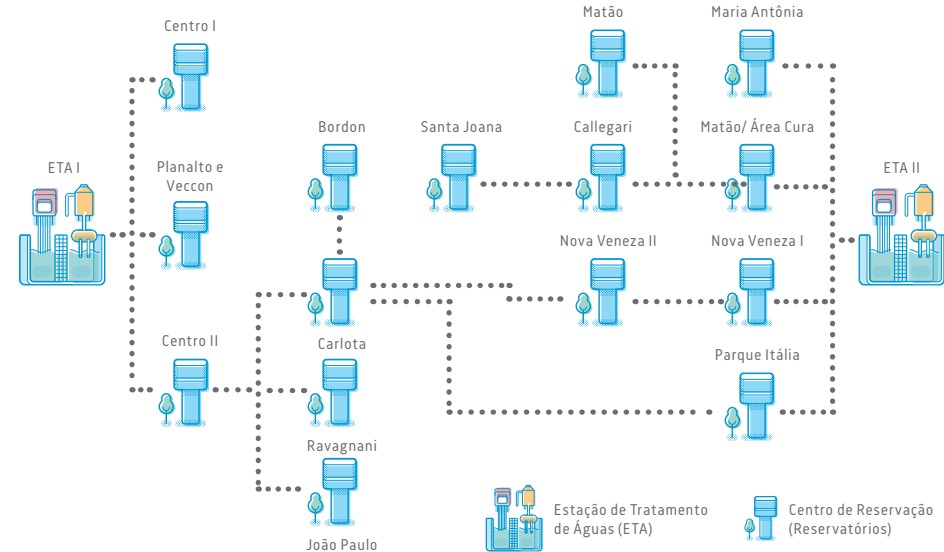 Centro I
Matão
Maria Antônia
Bordon
Santa Joana
Callegari
Matão/ Área Cura
ETA I
Planalto e
Veccon
ETA II
Nova Veneza II
Nova Veneza I
Centro II
Carlota
Parque Itália
Ravagnani
João Paulo
Estação de Tratamento
de Águas (ETA)
Centro de Reservação
(Reservatórios)